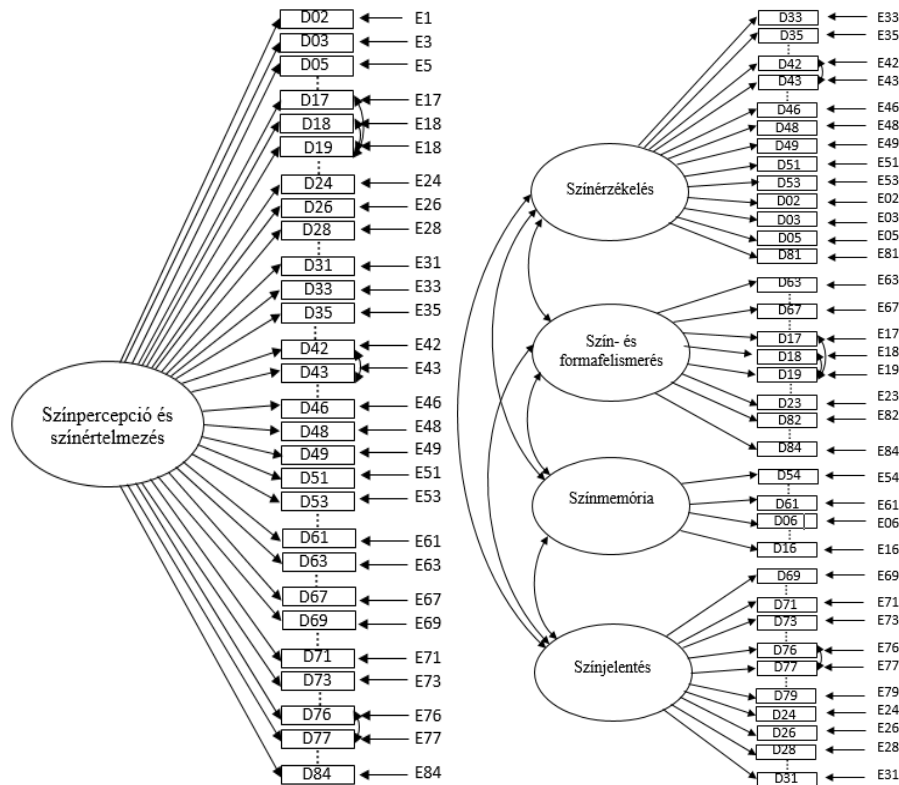 D02 E1
D03 E3
D05 E5
D17 E17
D18 E18
D19 E18
D24 E24
D26 E26
D28 E28
D31 E31
D33 E33
D35 E35
D42 E42
D43 E43
Színpercepció és
színértelmezés
D46 E46
D48 E48
D49 E49
D51 E51
D53 E53
D61 E61
D63 E63
D67 E67
D69 E69
D71 E71
D73 E73
D76 E76
D77 E77
D84 E84
Színérzékelés
D33 E33
D35 E35
D42 E42
D43 E43
D46 E46
D48 E48
D49 E49
D51 E51
D53 E53
D02 E02
D03 E03
D05 E05
D81 E81
Szín- és
formafelismerés
D63 E63
D67 E67
D17 E17
D18 E18
D19 E19
D23 E23
D82 E82
D84 E84
Színmemória
D54 E54
D61 E61
D06 E06
D16 E16
Színjelentés
D69 E69
D71 E71
D73 E73
D76 E76
D77 E77
D79 E79
D24 E24
D26 E26
D28 E28
D31 E31